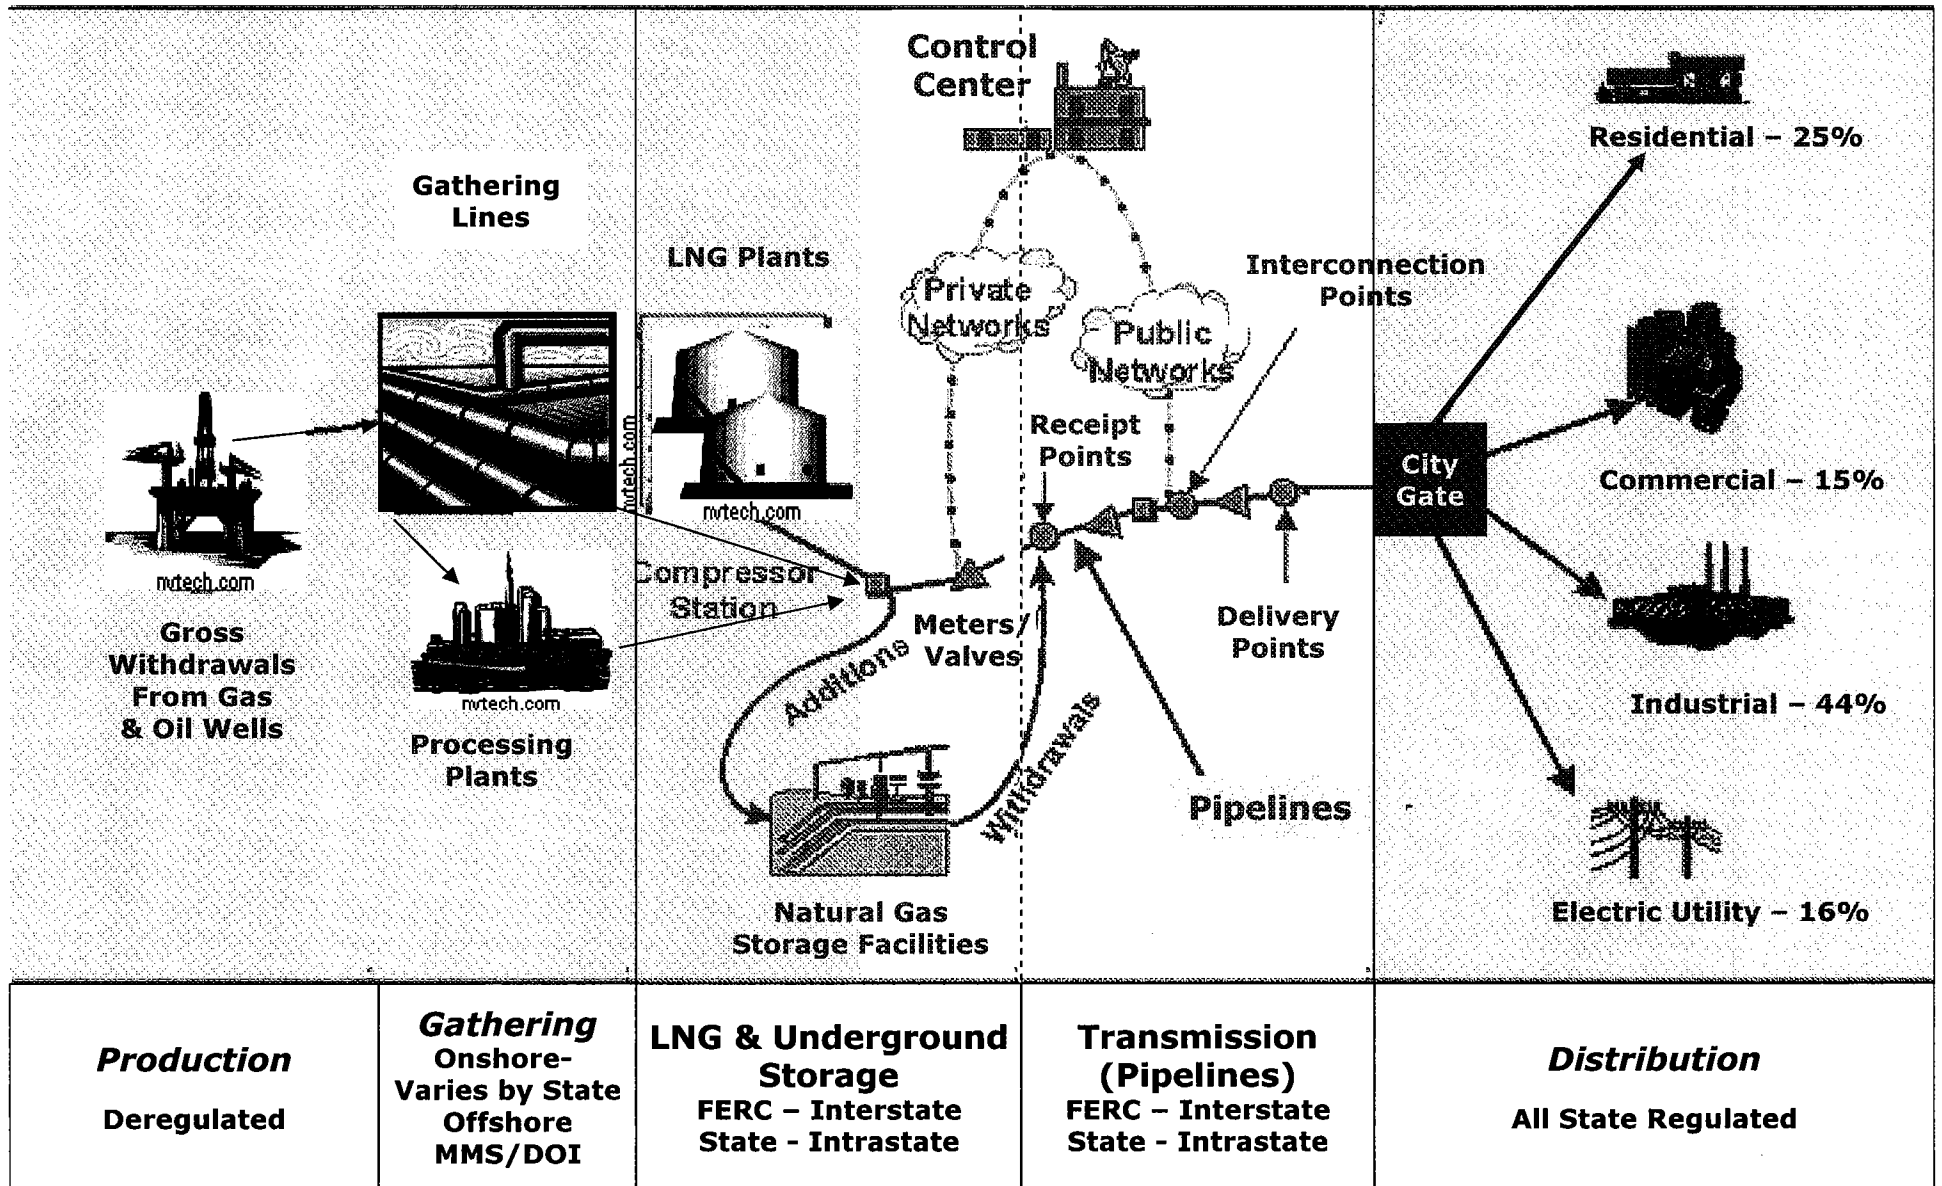 Control
Center
Residential – 25%
Gathering
Lines
LNG Plants
Interconnection
Points
Private
Networks
Public
Networks
nvtech.com
nvtech.com
nvtech.com
Receipt
Points
City
Gate
Commercial – 15%
nvtech.com
Compressor
Station
Gross
Withdrawals
From Gas
& Oil Wells
Meters/
Valves
Delivery
Points
Additions
nvtech.com
Withdrawals
Industrial – 44%
Processing
Plants
Pipelines
Natural Gas
Storage Facilities
Electric Utility – 16%
Production
Deregulated
Gathering
Onshore-
Varies by State
Offshore
MMS/DOI
LNG & Underground
Storage
FERC – Interstate
State - Intrastate
Transmission
(Pipelines)
FERC – Interstate
State - Intrastate
Distribution
All State Regulated